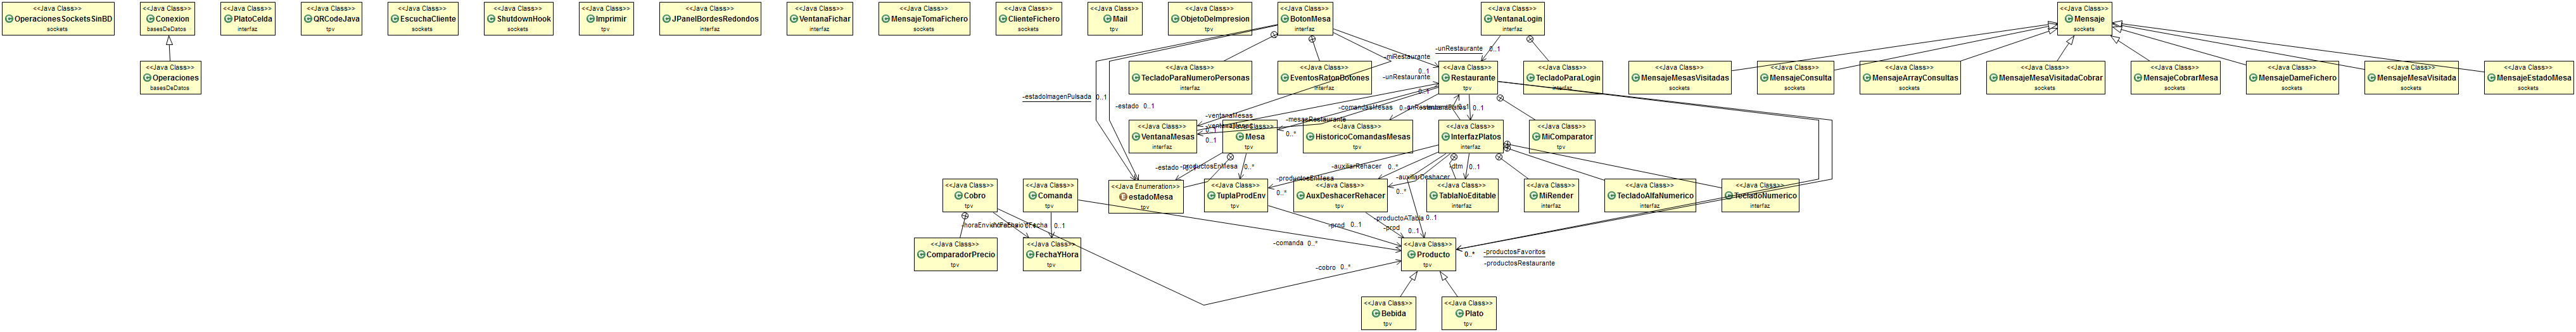 <<Java Class>>
OperacionesSocketsSinBD
sockets
<<Java Class>>
Conexion
basesDeDatos
<<Java Class>>
PlatoCelda
interfaz
<<Java Class>>
QRCodeJava
tpv
<<Java Class>>
EscuchaCliente
sockets
<<Java Class>>
ShutdownHook
sockets
<<Java Class>>
Imprimir
tpv
<<Java Class>>
JPanelBordesRedondos
interfaz
<<Java Class>>
VentanaFichar
interfaz
<<Java Class>>
MensajeTomaFichero
sockets
<<Java Class>>
ClienteFichero
sockets
<<Java Class>>
Mail
tpv
<<Java Class>>
ObjetoDeImpresion
tpv
<<Java Class>>
BotonMesa
interfaz
<<Java Class>>
VentanaLogin
interfaz
<<Java Class>>
Mensaje
sockets
-unRestaurante
0..1
-miRestaurante
0..1
-unRestaurante
0..1
<<Java Class>>
Operaciones
basesDeDatos
<<Java Class>>
TecladoParaNumeroPersonas
interfaz
<<Java Class>>
EventosRatonBotones
interfaz
<<Java Class>>
Restaurante
tpv
<<Java Class>>
TecladoParaLogin
interfaz
<<Java Class>>
MensajeMesasVisitadas
sockets
<<Java Class>>
MensajeConsulta
sockets
<<Java Class>>
MensajeArrayConsultas
sockets
<<Java Class>>
MensajeMesaVisitadaCobrar
sockets
<<Java Class>>
MensajeCobrarMesa
sockets
<<Java Class>>
MensajeDameFichero
sockets
<<Java Class>>
MensajeMesaVisitada
sockets
<<Java Class>>
MensajeEstadoMesa
sockets
-estadoImagenPulsada
0..1
-estado
0..1
-comandasMesas
0..1
-ventanaMesas
0..1
0..1
-mesasRestaurante
0..*
<<Java Class>>
VentanaMesas
interfaz
<<Java Class>>
Mesa
tpv
<<Java Class>>
HistoricoComandasMesas
tpv
<<Java Class>>
InterfazPlatos
interfaz
<<Java Class>>
MiComparator
tpv
-estado
-productosEnMesa
0..*
-auxiliarRehacer
0..*
-dtm
0..1
-productosEnMesa
0..*
-auxiliarDeshacer
0..*
<<Java Class>>
Cobro
tpv
<<Java Class>>
Comanda
tpv
<<Java Enumeration>>
estadoMesa
tpv
<<Java Class>>
TuplaProdEnv
tpv
<<Java Class>>
AuxDeshacerRehacer
tpv
<<Java Class>>
TablaNoEditable
interfaz
<<Java Class>>
MiRender
interfaz
<<Java Class>>
TecladoAlfaNumerico
interfaz
<<Java Class>>
TecladoNumerico
interfaz
0..1
-productoATabla
0..1
-prod
0..1
-prod
0..1
-comanda
0..*
-cobro
0..*
-productosFavoritos
0..*
-productosRestaurante
<<Java Class>>
ComparadorPrecio
tpv
<<Java Class>>
FechaYHora
tpv
<<Java Class>>
Producto
tpv
<<Java Class>>
Bebida
tpv
<<Java Class>>
Plato
tpv